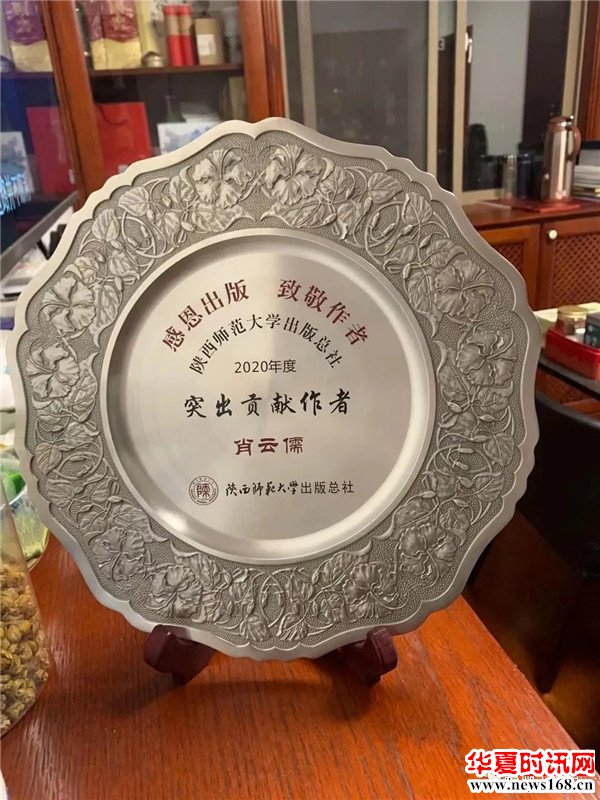 感恩出版 致敬作者
陕西师范大学出版总社
2020年度
突出贡献作者
肖云儒
陕西师范大学出版总社
华夏时讯网
www.news168.cn